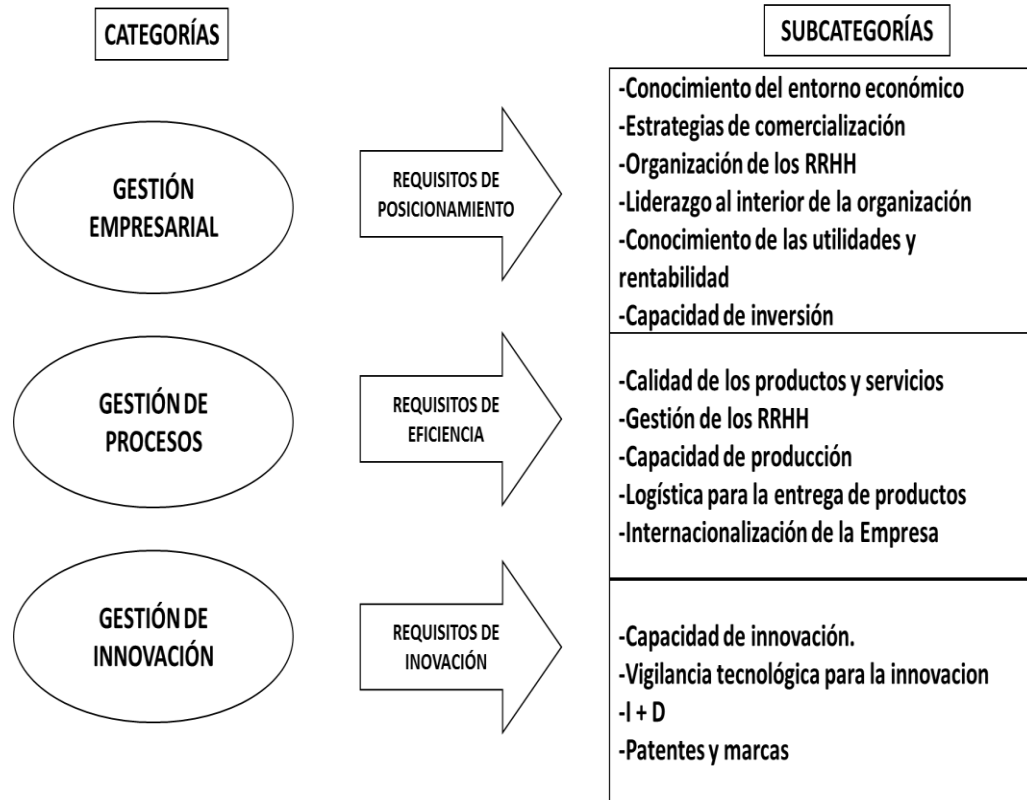 CATEGORÍAS
SUBCATEGORÍAS
GESTIÓN
EMPRESARIAL
REQUISITOS DE
POSICIONAMIENTO
-Conocimiento del entorno económico
-Estrategias de comercialización
-Organización de los RRHH
-Liderazgo al interior de la organización
-Conocimiento de las utilidades y
rentabilidad
-Capacidad de inversión
GESTIÓN DE
PROCESOS
REQUISITOS DE
EFICIENCIA
-Calidad de los productos y servicios
-Gestión de los RRHH
-Capacidad de producción
-Logística para la entrega de productos
-Internacionalización de la Empresa
GESTIÓN DE
INNOVACIÓN
REQUISITOS DE
INOVACIÓN
-Capacidad de innovación.
-Vigilancia tecnológica para la innovacion
-I + D
-Patentes y marcas